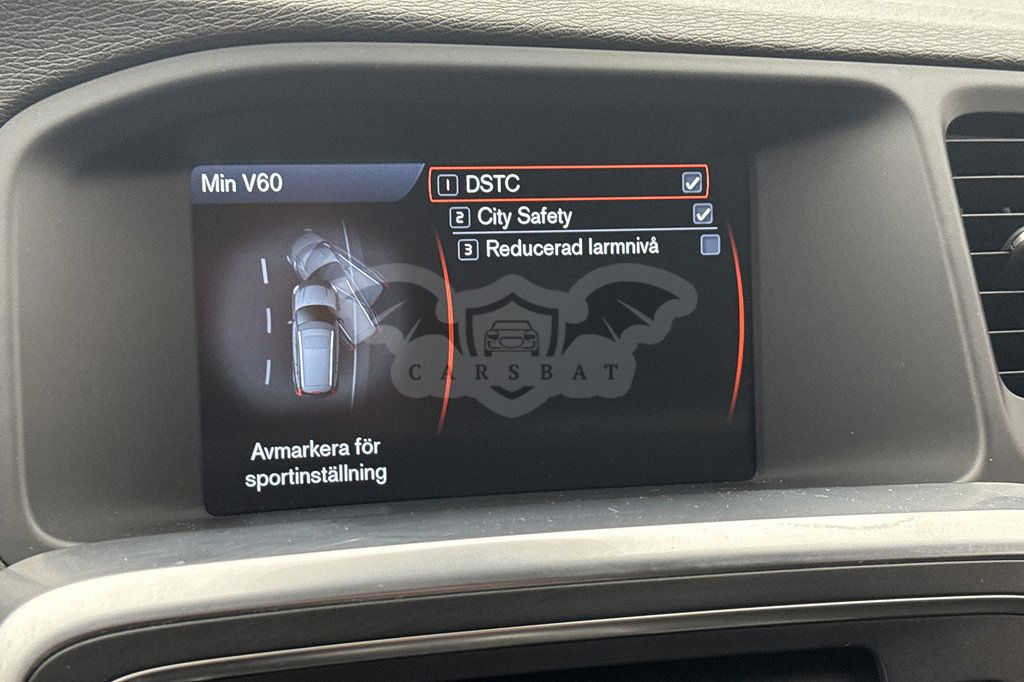 Min V60
1 DSTC
2 City Safety
3 Reducerad larmnivå
CARSBAT
Avmarkera för
sportinställning